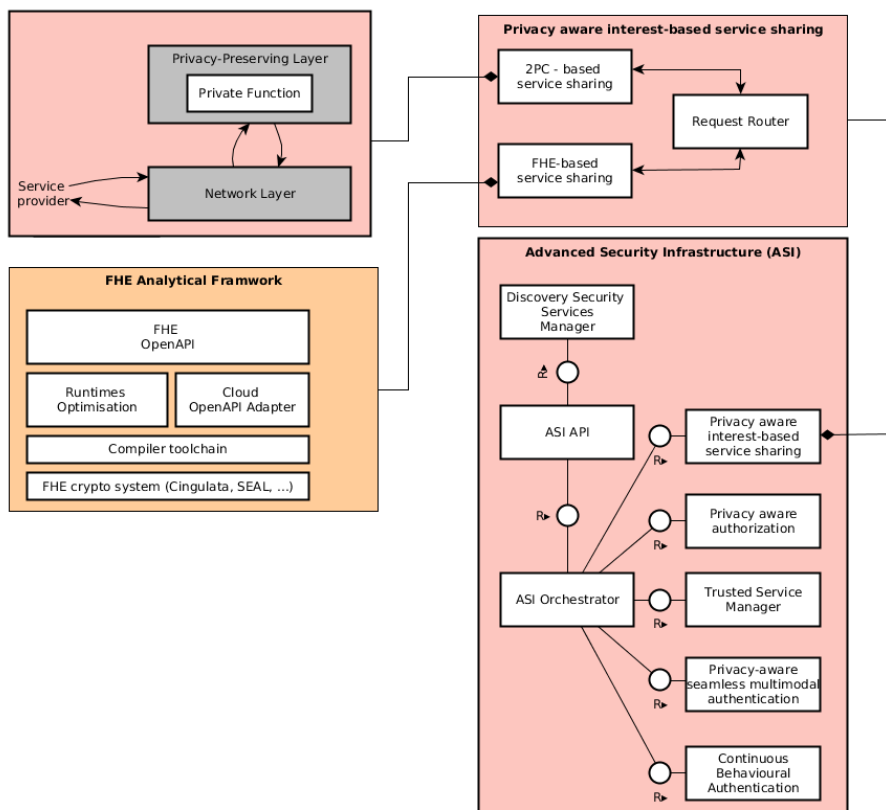 Privacy-Preserving Layer
Private Function
Network Layer
Service
provider
Privacy aware interest-based service sharing
2PC - based
service sharing
Request Router
FHE-based
service sharing
FHE Analytical Framwork
FHE
OpenAPI
Runtimes
Optimisation
Cloud
OpenAPI Adapter
Compiler toolchain
FHE crypto system (Cingulata, SEAL, ...)
Advanced Security Infrastructure (ASI)
Discovery Security
Services
Manager
R▸
ASI API
R▸
ASI Orchestrator
Privacy aware
interest-based
service sharing
R▸
Privacy aware
authorization
R▸
Trusted Service
Manager
R▸
Privacy-aware
seamless multimodal
authentication
R▸
Continuous
Behavioural
Authentication
R▸